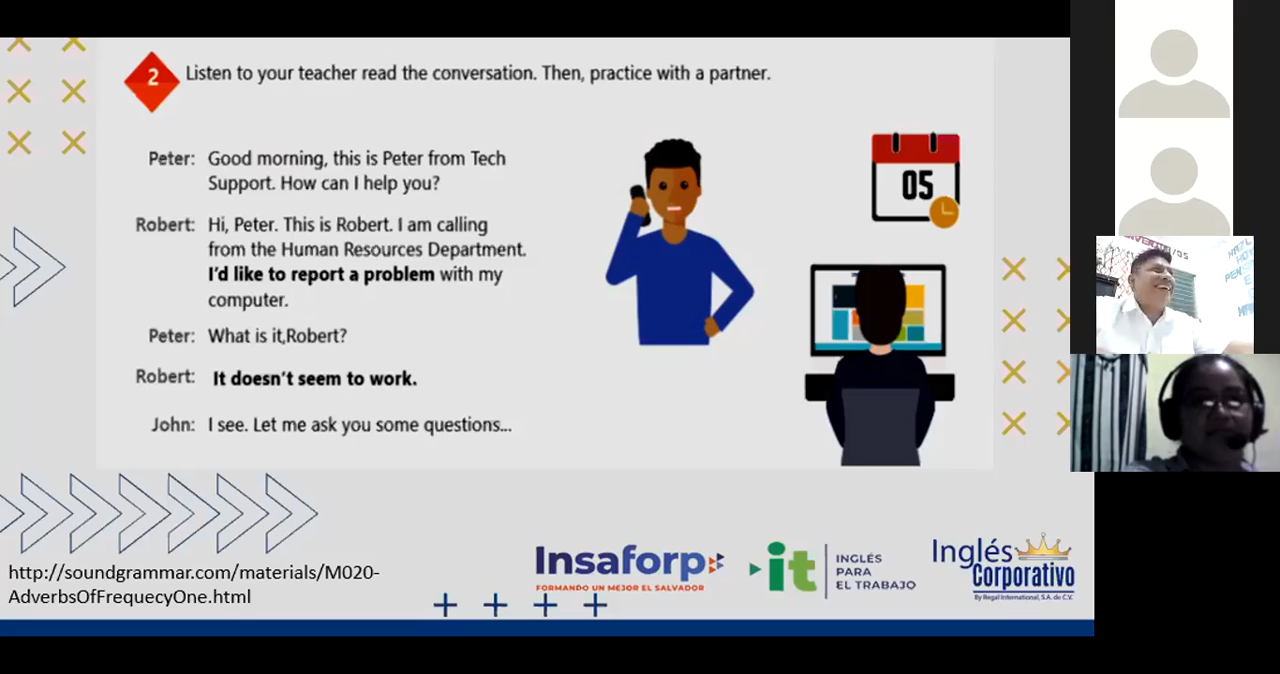 2 Listen to your teacher read the conversation. Then, practice with a partner.
Peter: Good morning, this is Peter from Tech
Support. How can I help you?
Robert: Hi, Peter. This is Robert. I am calling
from the Human Resources Department.
I'd like to report a problem with my
computer.
Peter: What is it,Robert?
Robert: It doesn't seem to work.
John: I see. Let me ask you some questions...
05
http://soundgrammar.com/materials/M020-
AdverbsOfFrequecyOne.html
Insaforp
FORMANDO UN MEJOR EL SALVADOR
it
INGLÉS
PARA
EL TRABAJO
Inglés
Corporativo
By Regal International, S.A. de C.V.